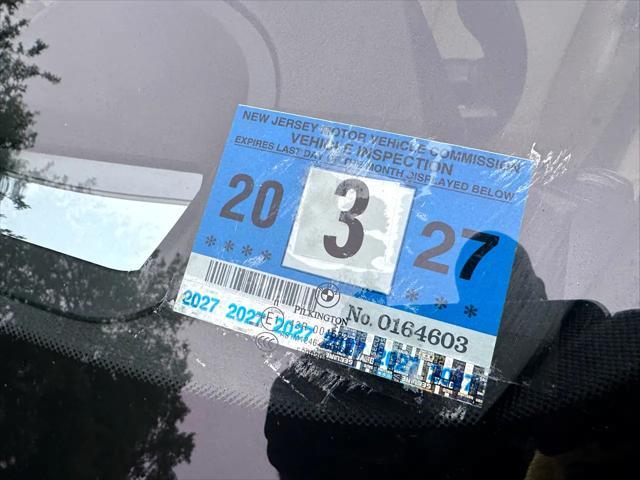 NEW JERSEY MOTOR VEHICLE COMMISSION
VEHICLE INSPECTION
EXPIRES LAST DAY OF THE MONTH DISPLAYED BELOW
20 3 27
* * * * * * * *
PILKINGTON
No. 0164603
2027 2027 2027 2027 2027 2027